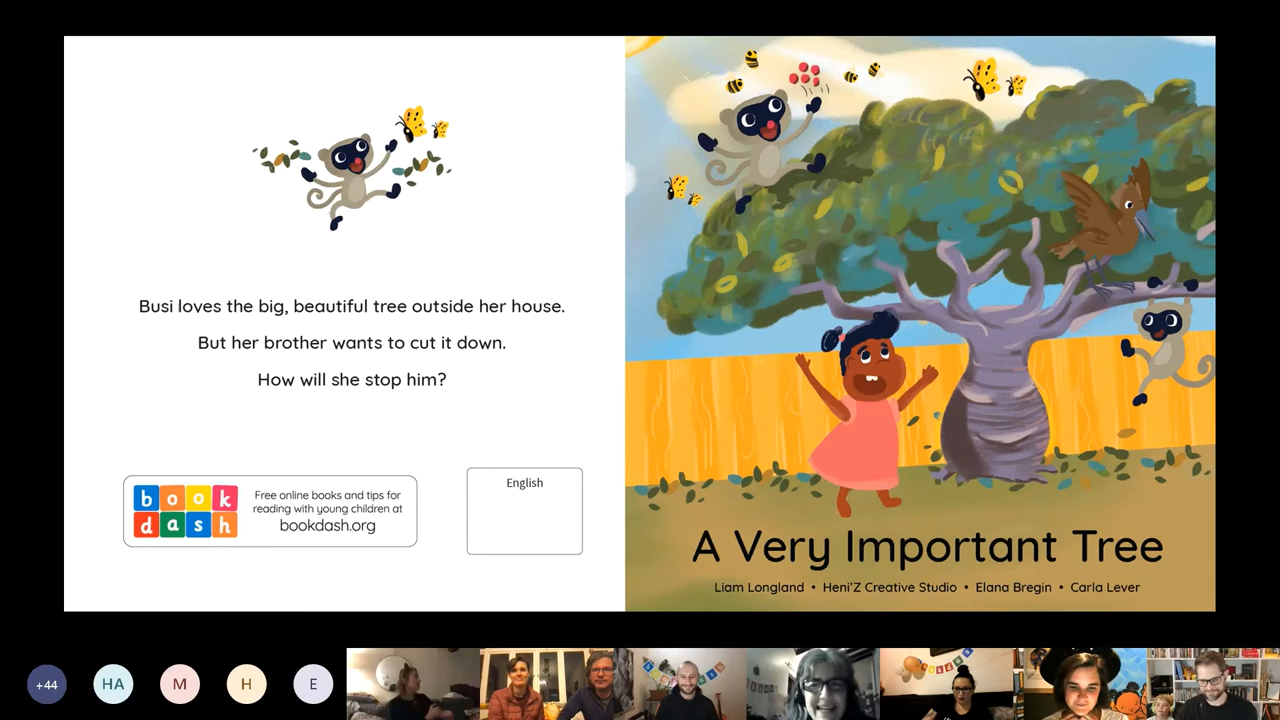 Busi loves the big, beautiful tree outside her house.
But her brother wants to cut it down.
How will she stop him?
book
dash
Free online books and tips for
reading with young children at
bookdash.org
English
A Very Important Tree
Liam Longland • Heni'Z Creative Studio • Elana Bregin • Carla Lever
+44
HA
M
H
E